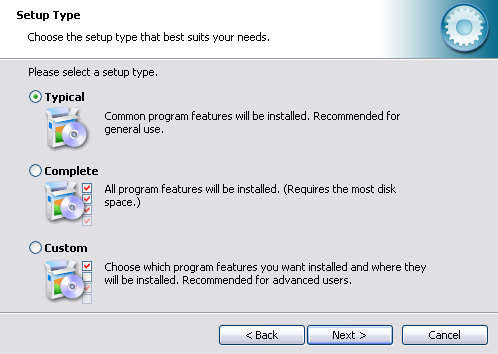 Setup Type
Choose the setup type that best suits your needs.
Please select a setup type.
Typical
Common program features will be installed. Recommended for
general use.
Complete
All program features will be installed. (Requires the most disk
space.)
Custom
Choose which program features you want installed and where they
will be installed. Recommended for advanced users.
< Back
Next >
Cancel